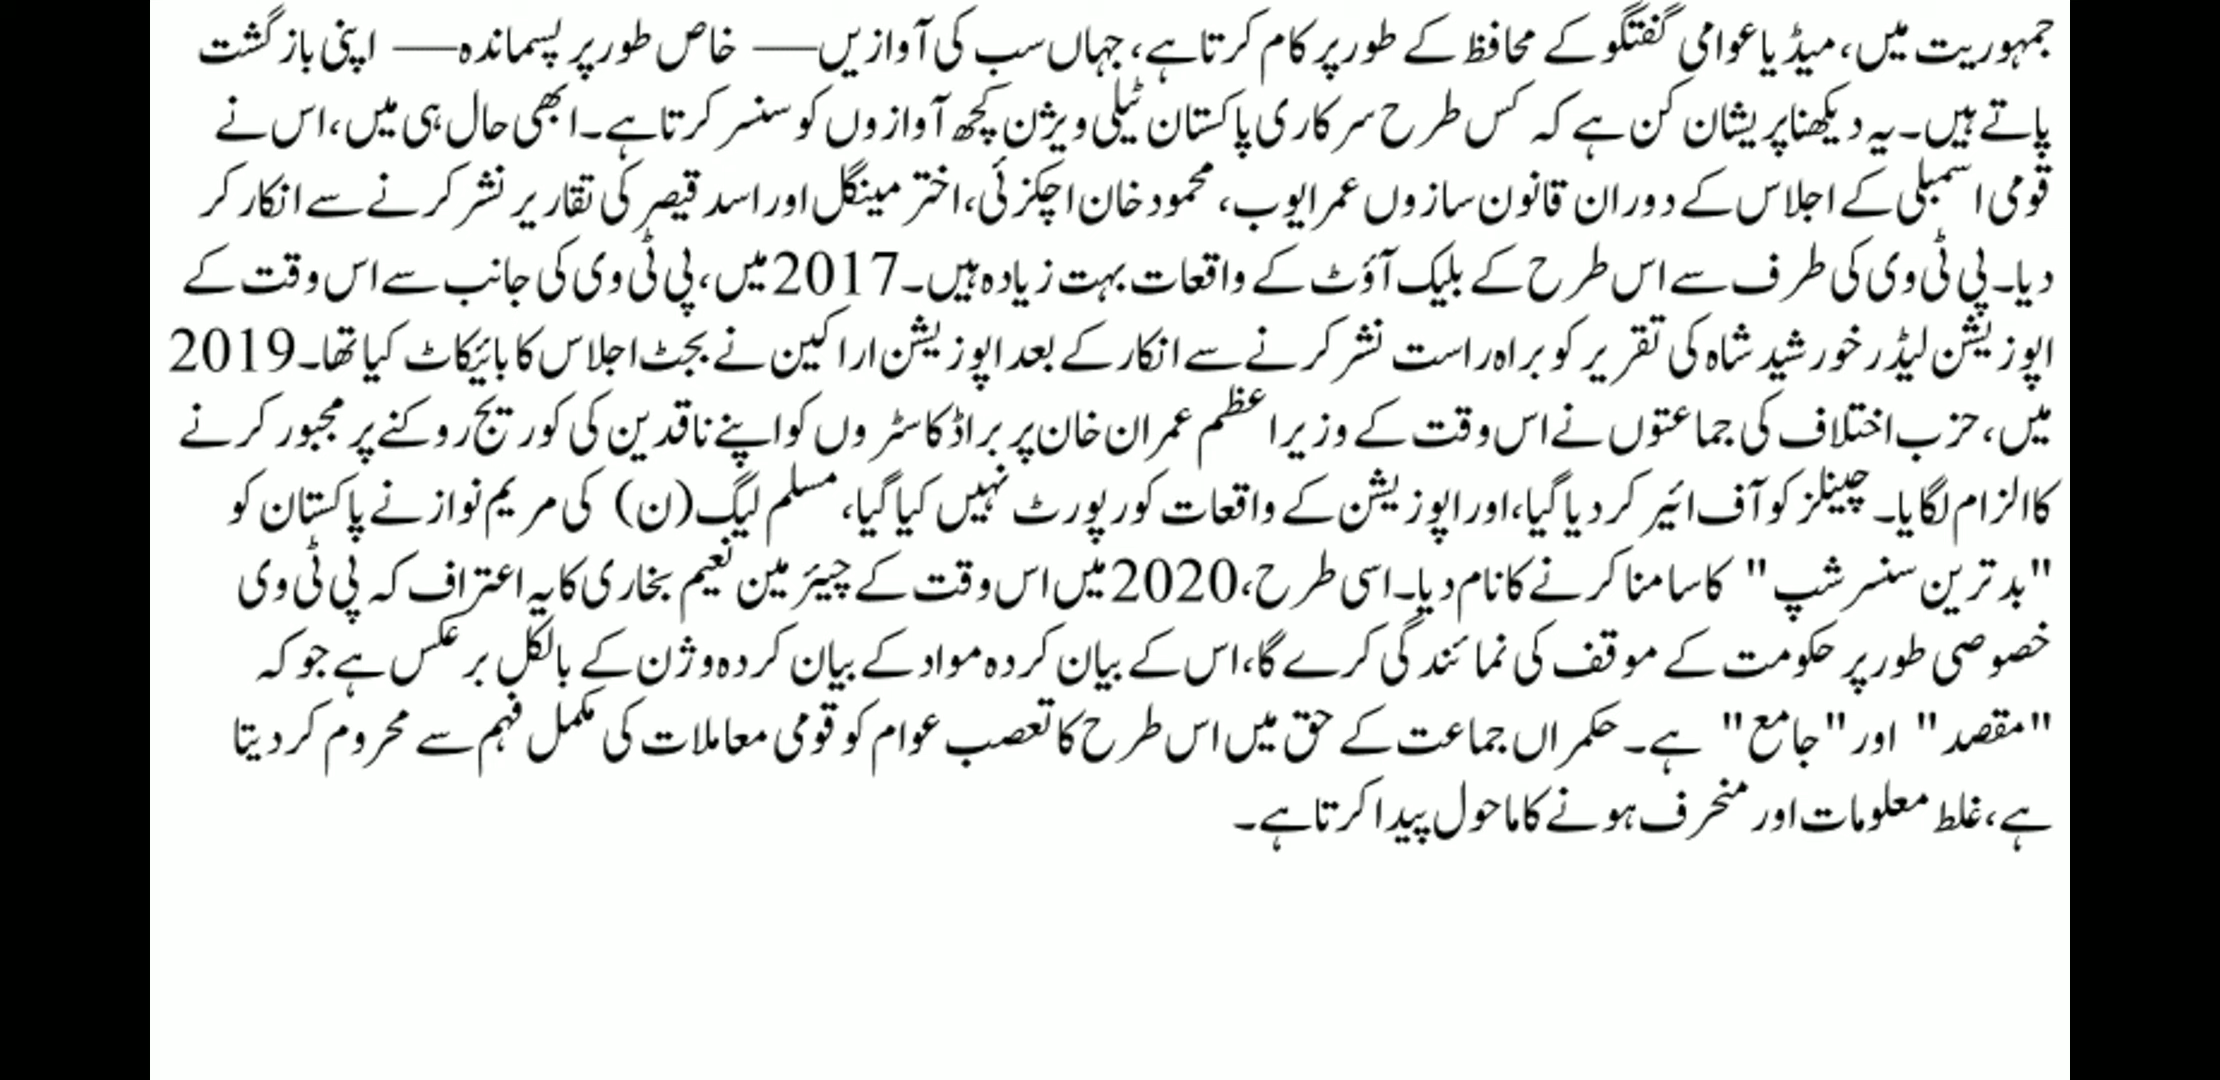 جمہوریت میں، میڈیا عوامی گفتگو کے محافظ کے طور پر کام کرتا ہے، جہاں سب کی آوازیں — خاص طور پر پسماندہ — اپنی بازگشت
پاتے ہیں۔ یہ دیکھنا پریشان کن ہے کہ کس طرح سرکاری پاکستان ٹیلی ویژن کچھ آوازوں کو سنسر کرتا ہے۔ ابھی حال ہی میں، اس نے
قومی اسمبلی کے اجلاس کے دوران قانون سازوں عمر ایوب، محمود خان اچکزئی، اختر مینگل اور اسد قیصر کی تقاریر نشر کرنے سے انکار کر
دیا۔ پی ٹی وی کی طرف سے اس طرح کے بلیک آؤٹ کے واقعات بہت زیادہ ہیں۔ 2017 میں، پی ٹی وی کی جانب سے اس وقت کے
اپوزیشن لیڈر خورشید شاہ کی تقریر کو براہ راست نشر کرنے سے انکار کے بعد اپوزیشن اراکین نے بجٹ اجلاس کا بائیکاٹ کیا تھا۔ 2019
میں، حزب اختلاف کی جماعتوں نے اس وقت کے وزیر اعظم عمران خان پر براڈکاسٹروں کو اپنے ناقدین کی کوریج روکنے پر مجبور کرنے
کا الزام لگایا۔ چینلز کو آف ائیر کر دیا گیا، اور اپوزیشن کے واقعات کو رپورٹ نہیں کیا گیا، مسلم لیگ (ن) کی مریم نواز نے پاکستان کو
"بدترین سنسر شپ" کا سامنا کرنے کا نام دیا۔ اسی طرح، 2020 میں اس وقت کے چیئرمین نعیم بخاری کا یہ اعتراف کہ پی ٹی وی
خصوصی طور پر حکومت کے موقف کی نمائندگی کرے گا، اس کے بیان کردہ مواد کے بیان کردہ وژن کے بالکل برعکس ہے جو کہ
"مقصد" اور "جامع" ہے۔ حکمراں جماعت کے حق میں اس طرح کا تعصب عوام کو قومی معاملات کی مکمل فہم سے محروم کر دیتا
ہے، غلط معلومات اور منحرف ہونے کا ماحول پیدا کرتا ہے۔